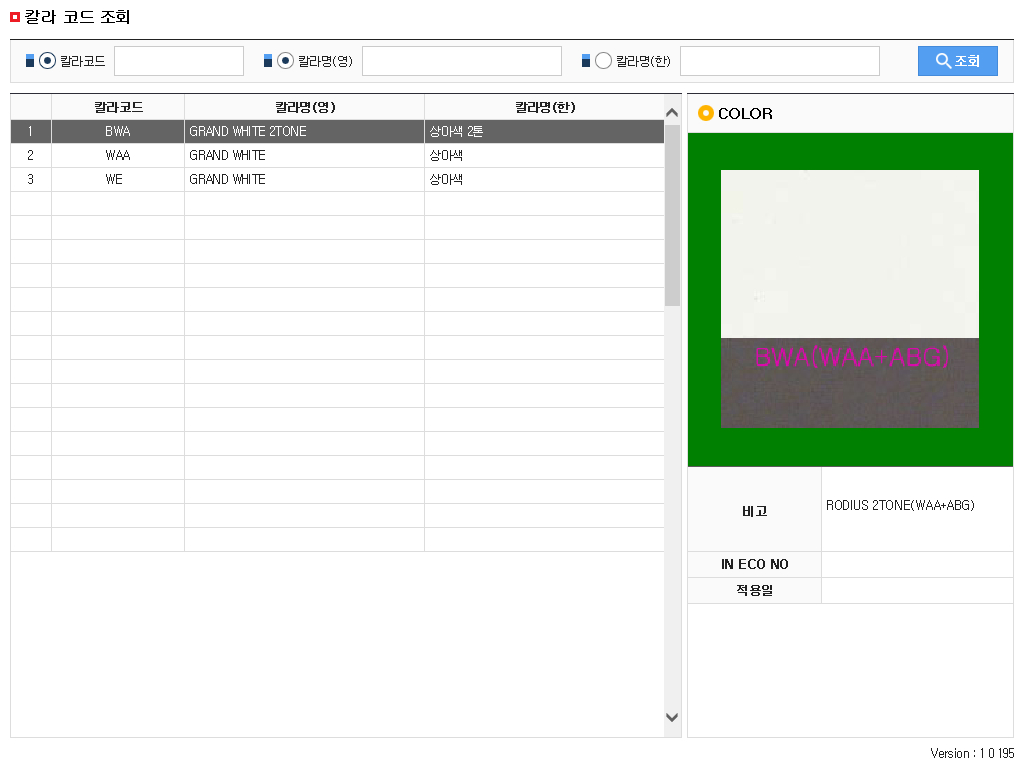 칼라 코드 조회
칼라코드 칼라명(영) 칼라명(한) 조회
칼라코드 칼라명(영) 칼라명(한)
1 BWA GRAND WHITE 2TONE 상아색 2톤
2 WAA GRAND WHITE 상아색
3 WE GRAND WHITE 상아색
COLOR
BWA(WAA-ABG)
비고 RODIUS 2TONE(WAA+ABG)
IN ECO NO
적용일
Version : 1 0 195